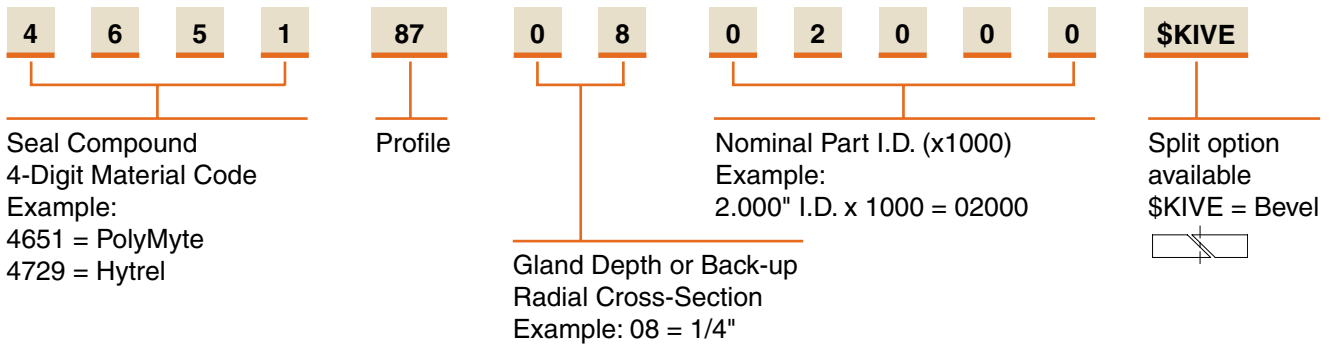 4 6 5 1 87 0 8 0 2 0 0 0 $KIVE
Seal Compound
4-Digit Material Code
Example:
4651 = PolyMyte
4729 = Hytrel
Profile
Gland Depth or Back-up
Radial Cross-Section
Example: 08 = 1/4"
Nominal Part I.D. (x1000)
Example:
2.000" I.D. x 1000 = 02000
Split option
available
$KIVE = Bevel